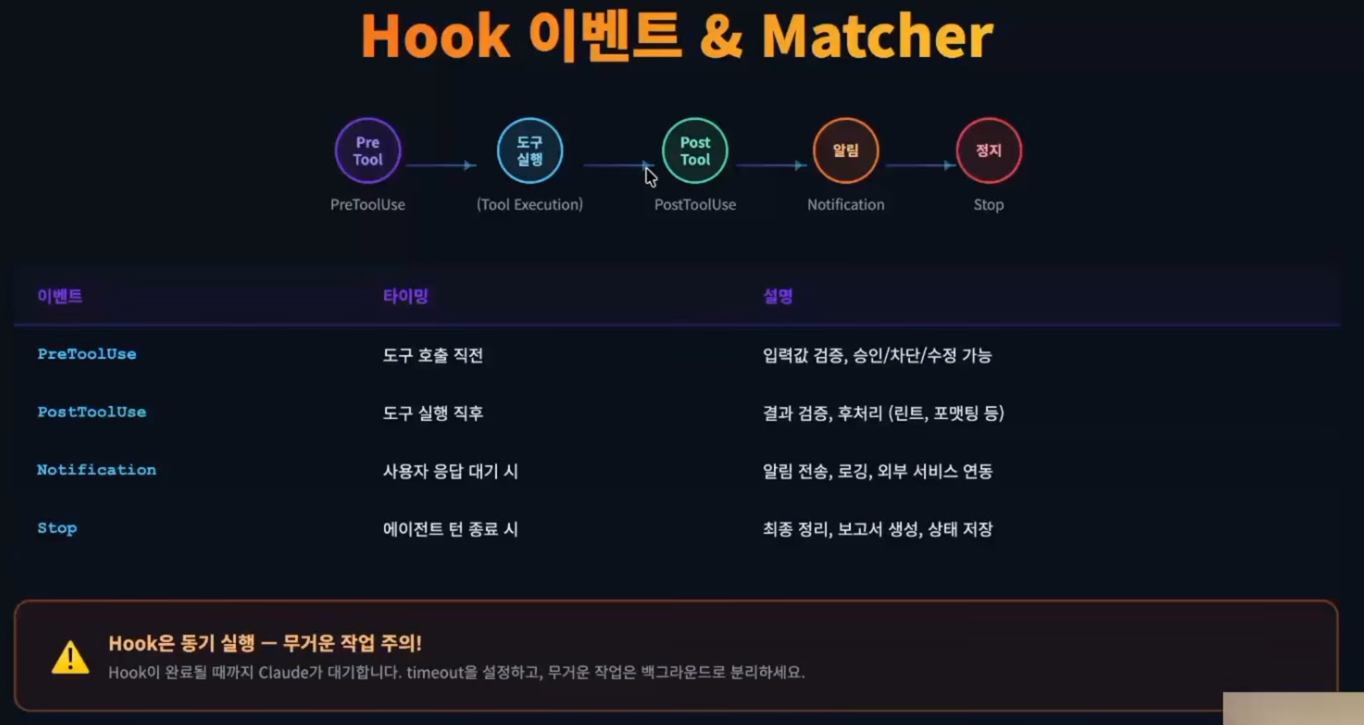 Hook 이벤트 & Matcher
Pre
Tool
도구
실행
Post
Tool
알림
정지
PreToolUse
(Tool Execution)
PostToolUse
Notification
Stop
이벤트 타이밍 설명
PreToolUse 도구 호출 직전 입력값 검증, 승인/차단/수정 가능
PostToolUse 도구 실행 직후 결과 검증, 후처리 (린트, 포맷팅 등)
Notification 사용자 응답 대기 시 알림 전송, 로깅, 외부 서비스 연동
Stop 에이전트 턴 종료 시 최종 정리, 보고서 생성, 상태 저장
Hook은 동기 실행 — 무거운 작업 주의!
Hook이 완료될 때까지 Claude가 대기합니다. timeout을 설정하고, 무거운 작업은 백그라운드로 분리하세요.